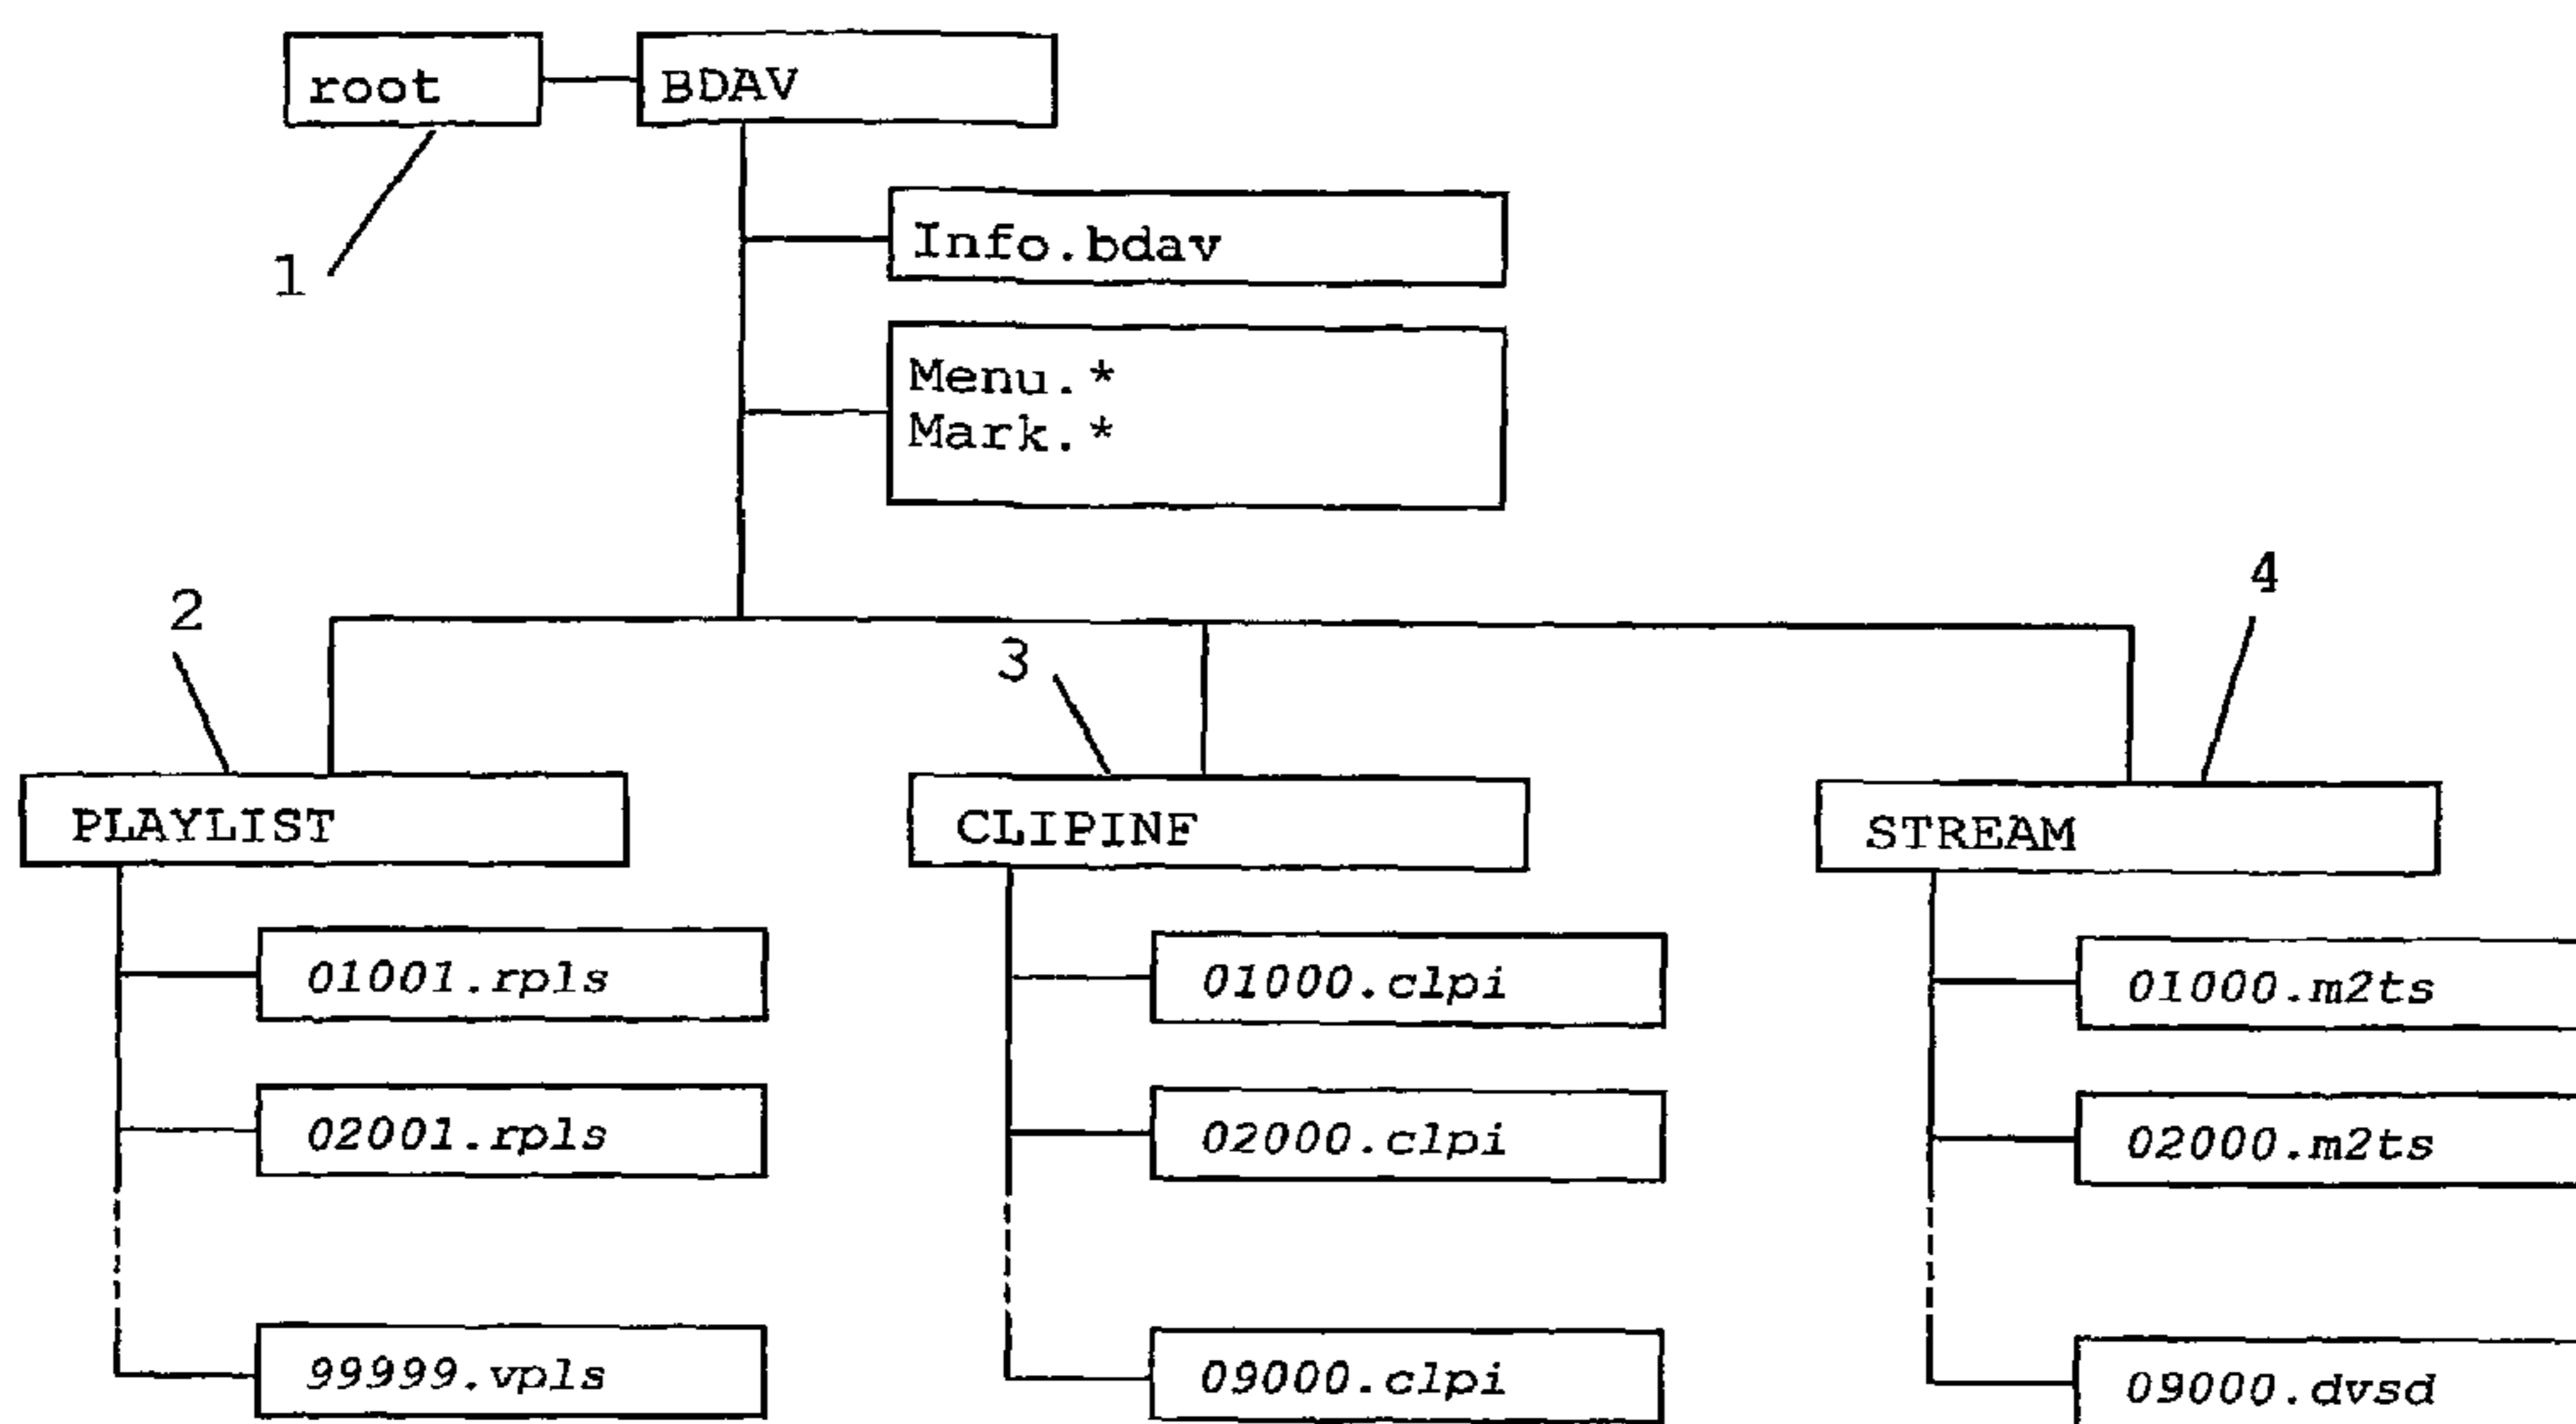 root
BDAV
1
Info.bdav
Menu.*
Mark.*
2
3
4
PLAYLIST
CLIPINF
STREAM
01001.rpls
01000.clpi
01000.m2ts
02001.rpls
02000.clpi
02000.m2ts
99999.vpls
09000.clpi
09000.dvsd